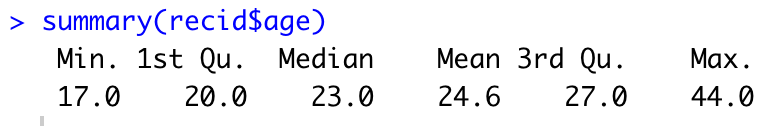 > summary(recid$age)
Min. 1st Qu. Median Mean 3rd Qu. Max.
17.0 20.0 23.0 24.6 27.0 44.0